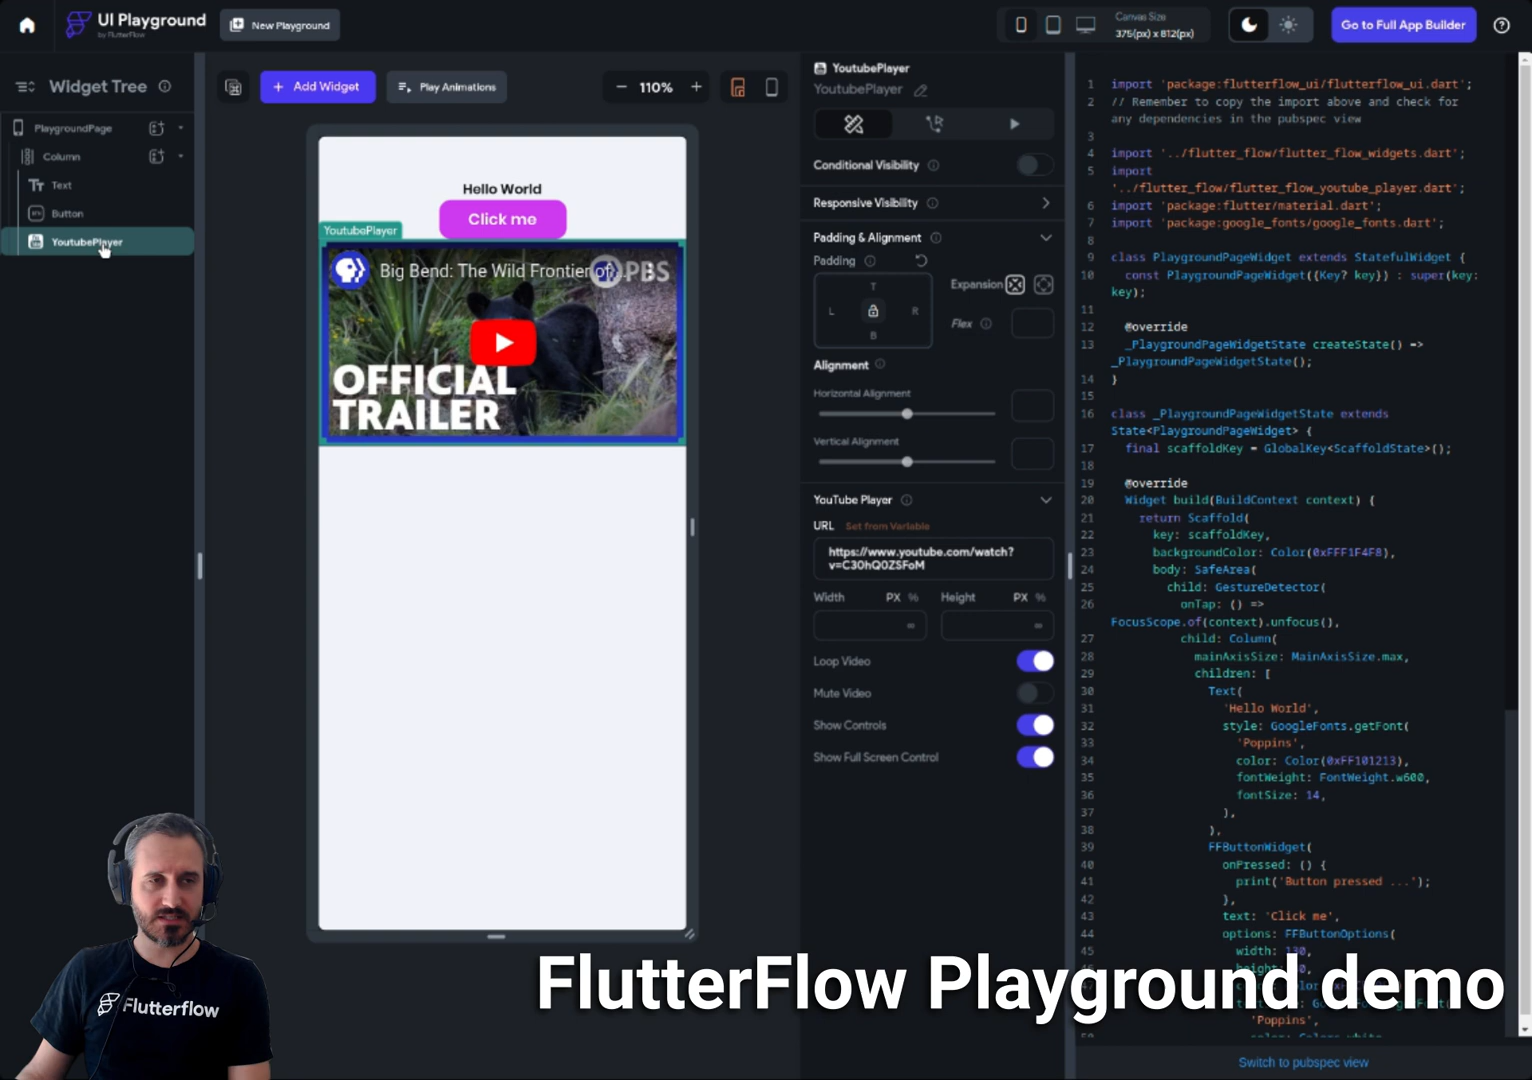 UI Playground
by FlutterFlow
New Playground
Canvas Size
375(px) x 812(px)
Go to Full App Builder
Widget Tree
PlaygroundPage
Column
Text
Button
YoutubePlayer
Add Widget
Play Animations
110%
Hello World
Click me
YoutubePlayer
Big Bend: The Wild Frontier of...
PBS
OFFICIAL
TRAILER
YoutubePlayer
YoutubePlayer
Conditional Visibility
Responsive Visibility
Padding & Alignment
Padding
T
L
R
B
Expansion
Flex
Alignment
Horizontal Alignment
Vertical Alignment
YouTube Player
URL Set from Variable
https://www.youtube.com/watch?
v=C30hQ0ZSFoM
Width PX %
Height PX %
Loop Video
Mute Video
Show Controls
Show Full Screen Control
1 import 'package:flutterflow_ui/flutterflow_ui.dart';
2 // Remember to copy the import above and check for
any dependencies in the pubspec view
3
4 import '../flutter_flow/flutter_flow_widgets.dart';
5 import
'../flutter_flow/flutter_flow_youtube_player.dart';
6 import 'package:flutter/material.dart';
7 import 'package:google_fonts/google_fonts.dart';
8
9 class PlaygroundPageWidget extends StatefulWidget {
10 const PlaygroundPageWidget({Key? key}) : super(key:
key);
11
12 @override
13 _PlaygroundPageWidgetState createState() =>
_PlaygroundPageWidgetState();
14 }
15
16 class _PlaygroundPageWidgetState extends
State<PlaygroundPageWidget> {
17 final scaffoldKey = GlobalKey<ScaffoldState>();
18
19 @override
20 Widget build(BuildContext context) {
21 return Scaffold(
22 key: scaffoldKey,
23 backgroundColor: Color(0xFFF1F4F8),
24 body: SafeArea(
25 child: GestureDetector(
26 onTap: () =>
FocusScope.of(context).unfocus(),
27 child: Column(
28 mainAxisSize: MainAxisSize.max,
29 children: [
30 Text(
31 'Hello World',
32 style: GoogleFonts.getFont(
33 'Poppins',
34 color: Color(0xFF101213),
35 fontWeight: FontWeight.w600,
36 fontSize: 14,
37 ),
38 ),
39 FFButtonWidget(
40 onPressed: () {
41 print('Button pressed ...');
42 },
43 text: 'Click me',
44 options: FFButtonOptions(
45 width: 130,
'Poppins',
Switch to pubspec view
Flutterflow
FlutterFlow Playground demo